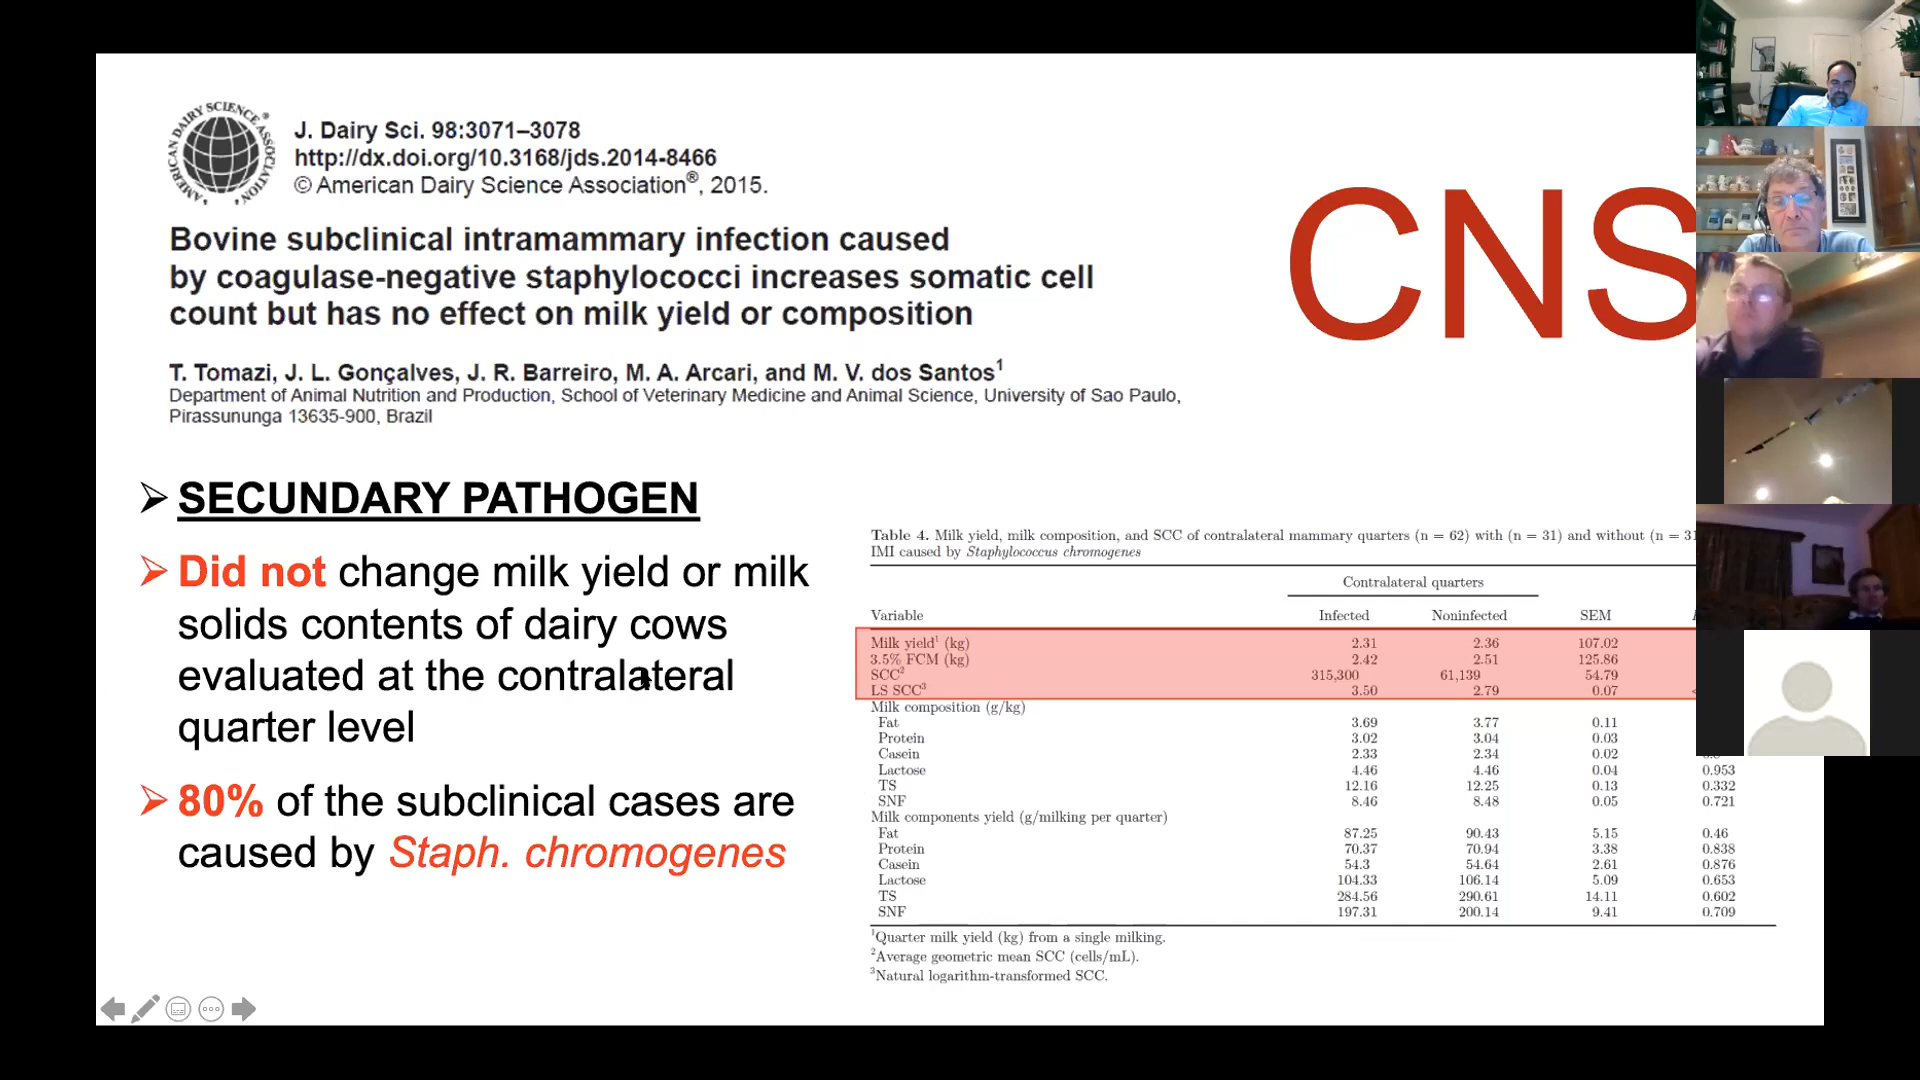 AMERICAN DAIRY SCIENCE ASSOCIATION®
J. Dairy Sci. 98:3071–3078
http://dx.doi.org/10.3168/jds.2014-8466
© American Dairy Science Association®, 2015.
CNS
Bovine subclinical intramammary infection caused
by coagulase-negative staphylococci increases somatic cell
count but has no effect on milk yield or composition
T. Tomazi, J. L. Gonçalves, J. R. Barreiro, M. A. Arcari, and M. V. dos Santos1
Department of Animal Nutrition and Production, School of Veterinary Medicine and Animal Science, University of Sao Paulo,
Pirassununga 13635-900, Brazil
➢ SECUNDARY PATHOGEN
➢ Did not change milk yield or milk
solids contents of dairy cows
evaluated at the contralateral
quarter level
➢ 80% of the subclinical cases are
caused by Staph. chromogenes
Table 4. Milk yield, milk composition, and SCC of contralateral mammary quarters (n = 62) with (n = 31) and without (n = 31
IMI caused by Staphylococcus chromogenes
Contralateral quarters
Variable Infected Noninfected SEM
Milk yield1 (kg) 2.31 2.36 107.02
3.5% FCM (kg) 2.42 2.51 125.86
SCC2 315,300 61,139 54.79
LS SCC3 3.50 2.79 0.07 <
Milk composition (g/kg)
Fat 3.69 3.77 0.11
Protein 3.02 3.04 0.03
Casein 2.33 2.34 0.02
Lactose 4.46 4.46 0.04 0.953
TS 12.16 12.25 0.13 0.332
SNF 8.46 8.48 0.05 0.721
Milk components yield (g/milking per quarter)
Fat 87.25 90.43 5.15 0.46
Protein 70.37 70.94 3.38 0.838
Casein 54.3 54.64 2.61 0.876
Lactose 104.33 106.14 5.09 0.653
TS 284.56 290.61 14.11 0.602
SNF 197.31 200.14 9.41 0.709
1Quarter milk yield (kg) from a single milking.
2Average geometric mean SCC (cells/mL).
3Natural logarithm-transformed SCC.